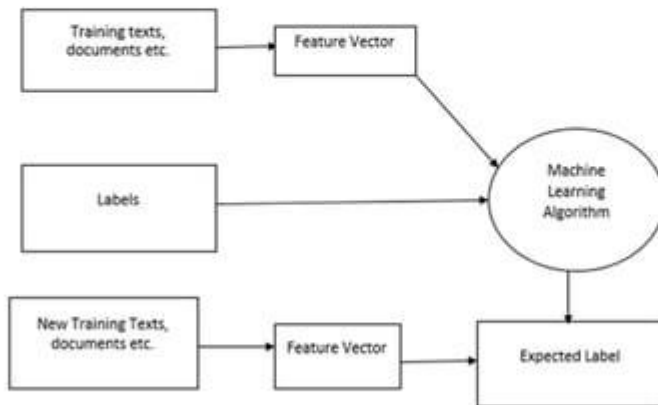 Training texts,
documents etc.
Feature Vector
Machine
Learning
Algorithm
Labels
New Training Texts,
documents etc.
Feature Vector
Expected Label